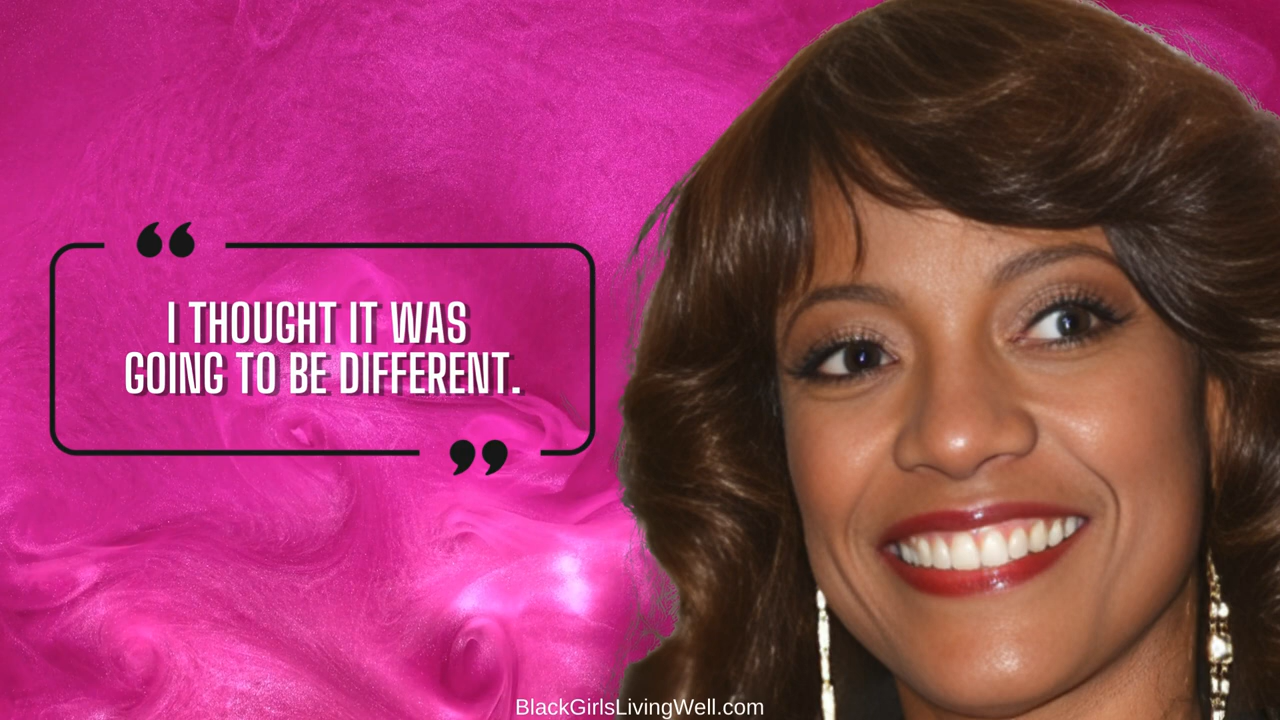 “
I THOUGHT IT WAS
GOING TO BE DIFFERENT.
”
BlackGirlsLivingWell.com